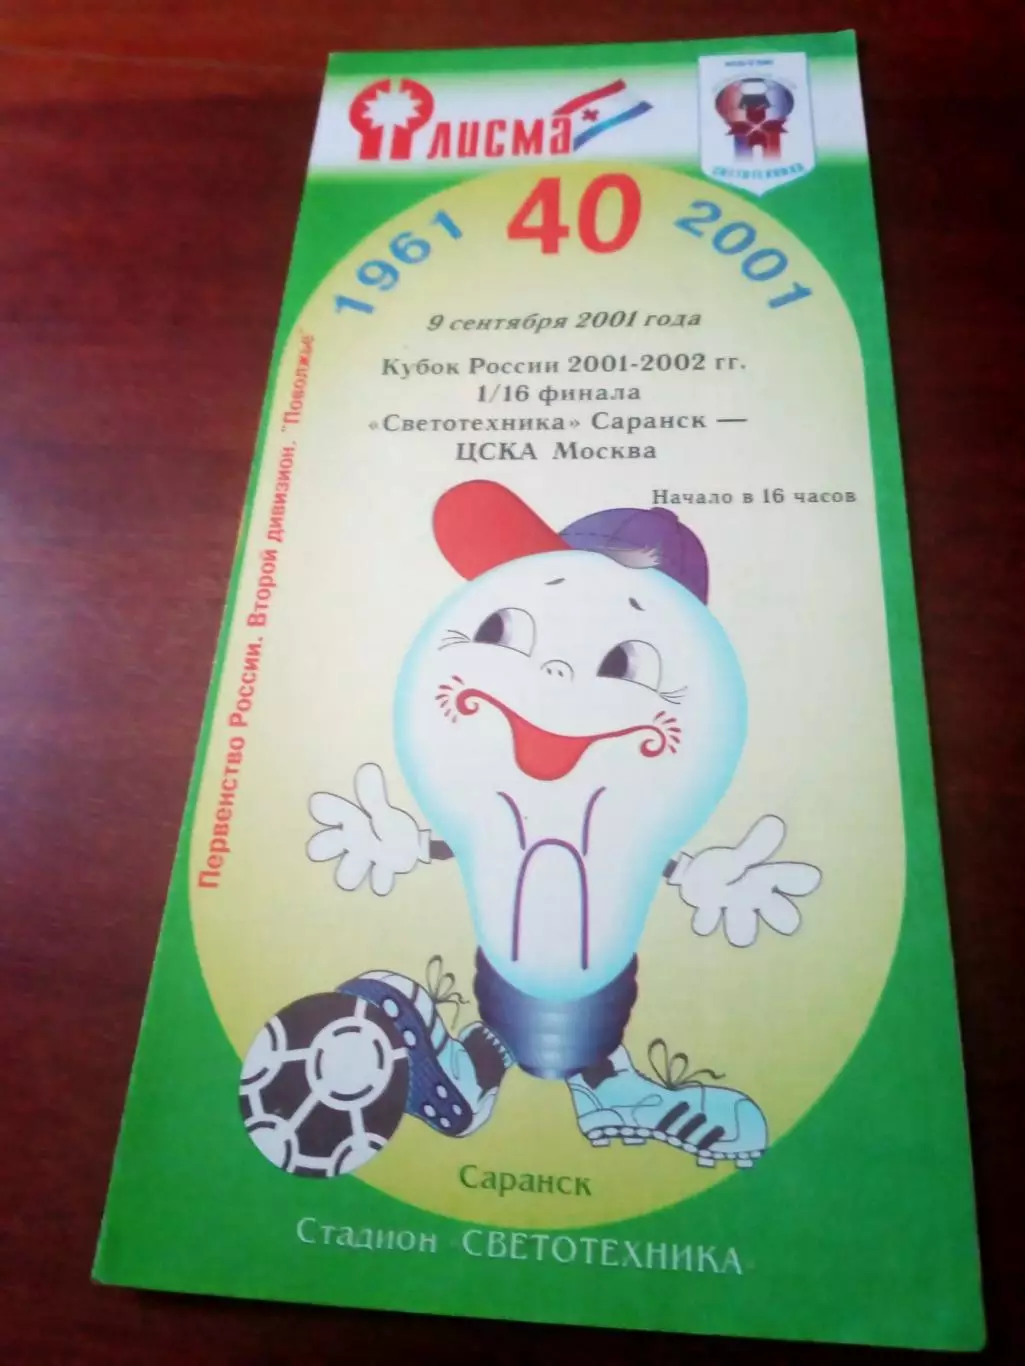 лисма
СВЕТОТЕХНИКА
1961 40 2001
9 сентября 2001 года
Кубок России 2001-2002 гг.
1/16 финала
«Светотехника» Саранск —
ЦСКА Москва
Начало в 16 часов
Первенство России. Второй дивизион. "Поволжье"
Саранск
Стадион «СВЕТОТЕХНИКА»